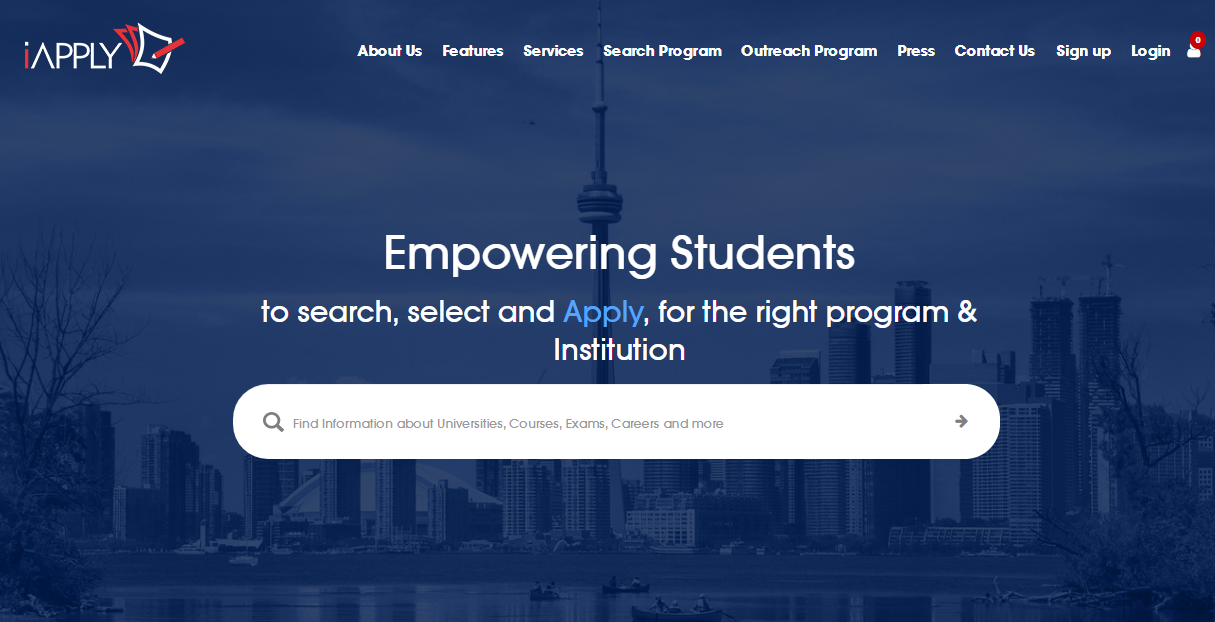 iAPPLY
About Us Features Services Search Program Outreach Program Press Contact Us Sign up Login 0
Empowering Students
to search, select and Apply, for the right program &
Institution
Find Information about Universities, Courses, Exams, Careers and more